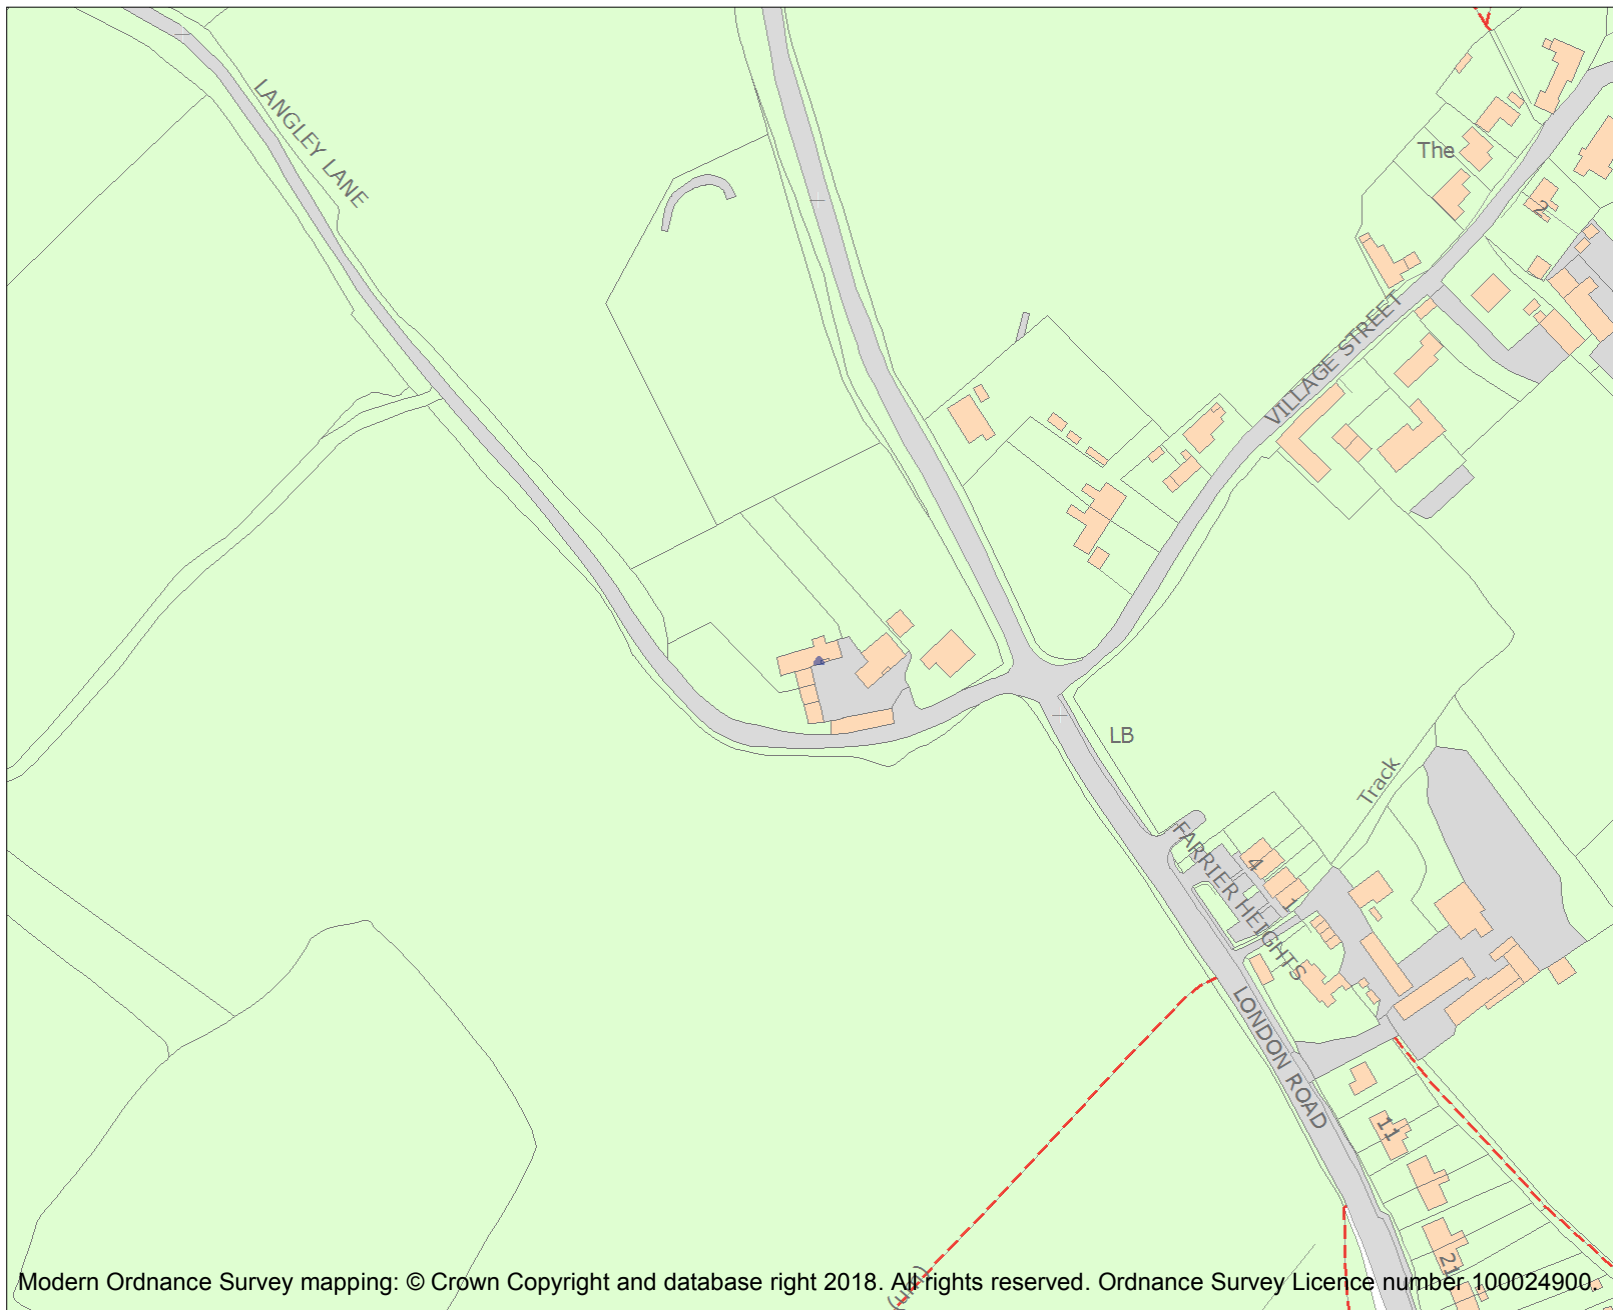 LANGLEY LANE
The
2
VILLAGE STREET
LB
Track
FARRIER HEIGHTS
4
1
LONDON ROAD
11
21
Modern Ordnance Survey mapping: © Crown Copyright and database right 2018. All rights reserved. Ordnance Survey Licence number 100024900.